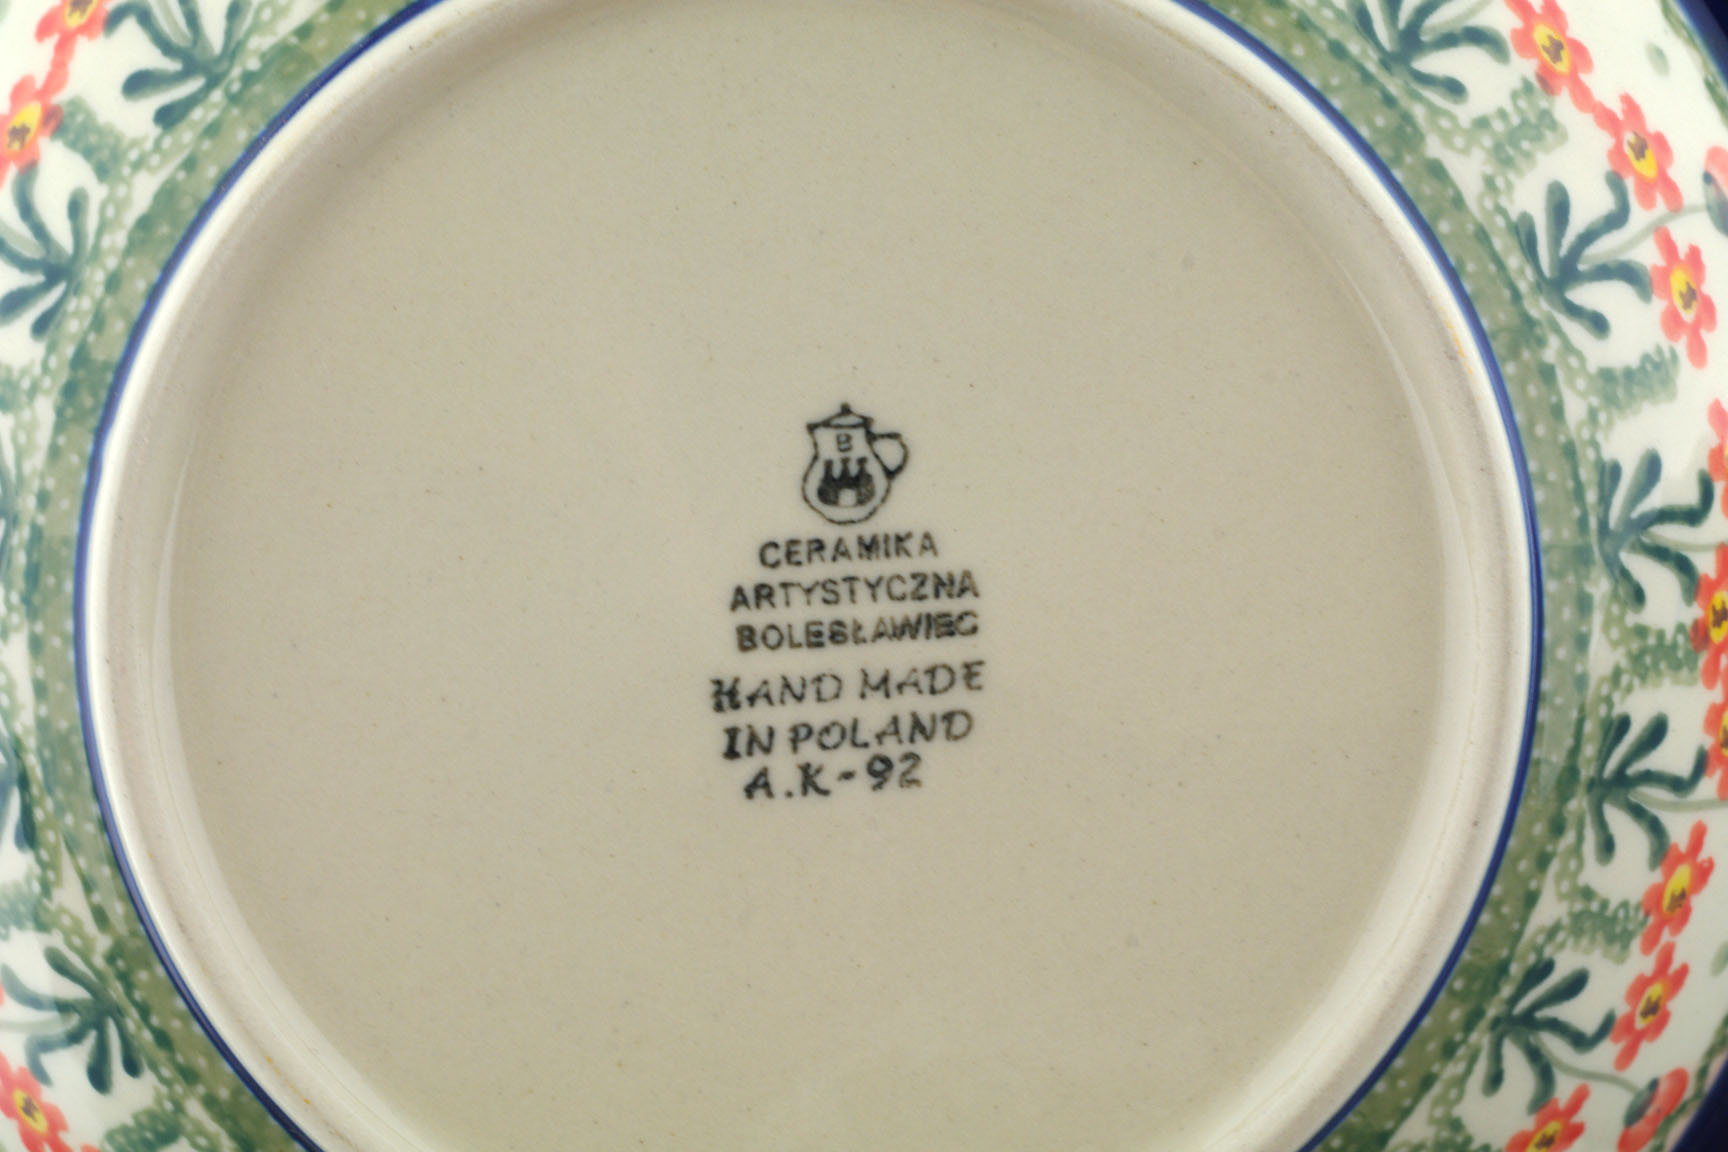 B
CERAMIKA
ARTYSTYCZNA
BOLESŁAWIEC
HAND MADE
IN POLAND
A.K-92